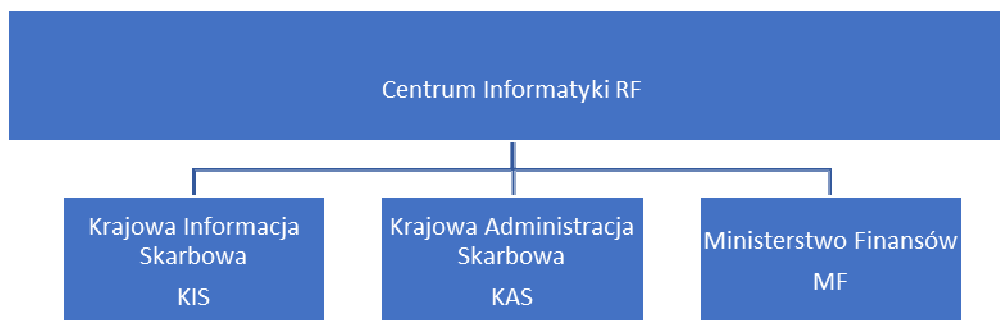 Centrum Informatyki RF
Krajowa Informacja
Skarbowa
KIS
Krajowa Administracja
Skarbowa
KAS
Ministerstwo Finansów
MF